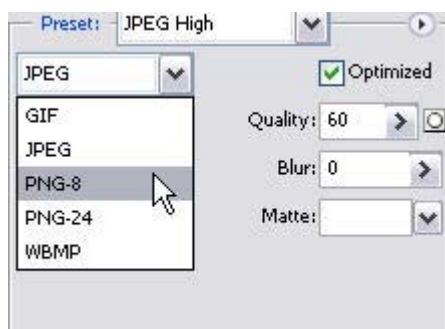 Preset: JPEG High
JPEG
Optimized
GIF
Quality: 60
JPEG
Blur: 0
PNG-8
PNG-24
Matte:
WBMP